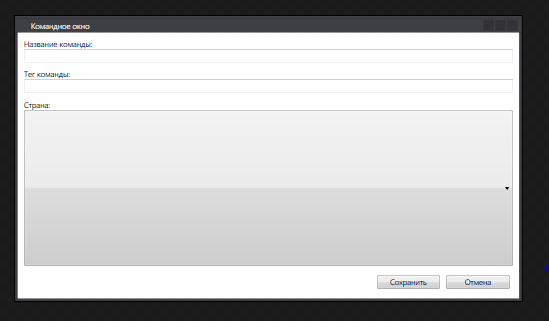 Командное окно
Название команды:
Тег команды:
Страна:
Сохранить
Отмена